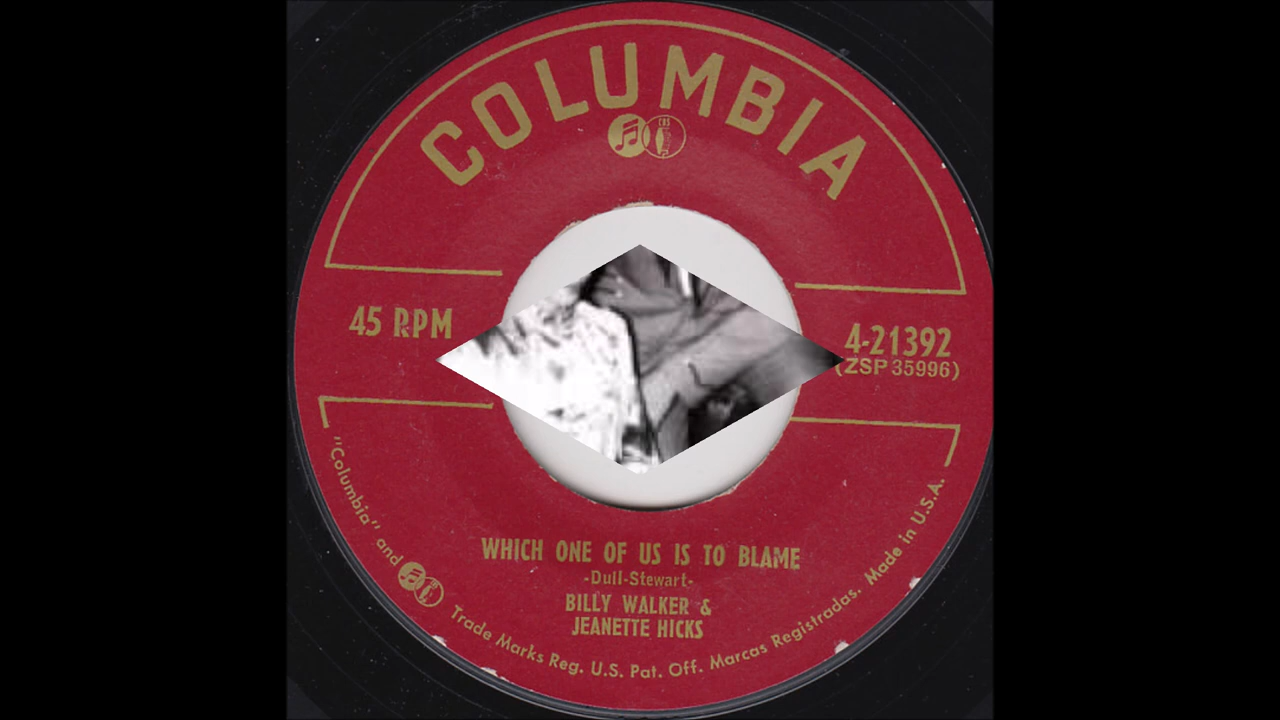 COLUMBIA
45 RPM
4-21392
(ZSP 35996)
WHICH ONE OF US IS TO BLAME
-Dull-Stewart-
BILLY WALKER &
JEANETTE HICKS
"Columbia" and Trade Marks Reg. U.S. Pat. Off. Marcas Registradas. Made in U.S.A.